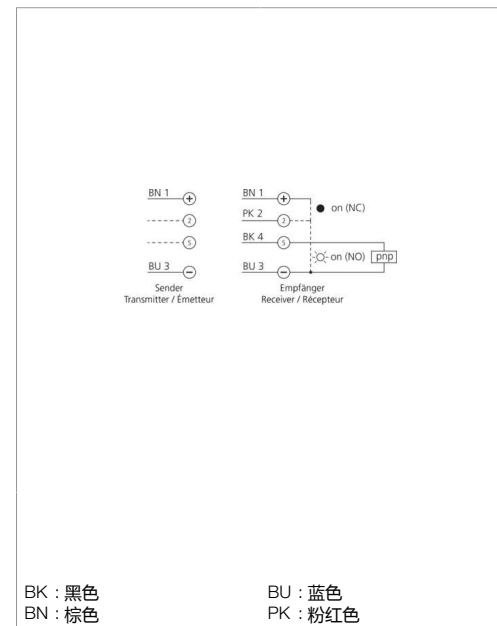 BN 1 + BN 1 +
PK 2 2 on (NC)
2
BK 4 S
S on (NO) pnp
BU 3 − BU 3 −
Sender Empfänger
Transmitter / Émetteur Receiver / Récepteur
BK : 黑色 BU : 蓝色
BN : 棕色 PK : 粉红色